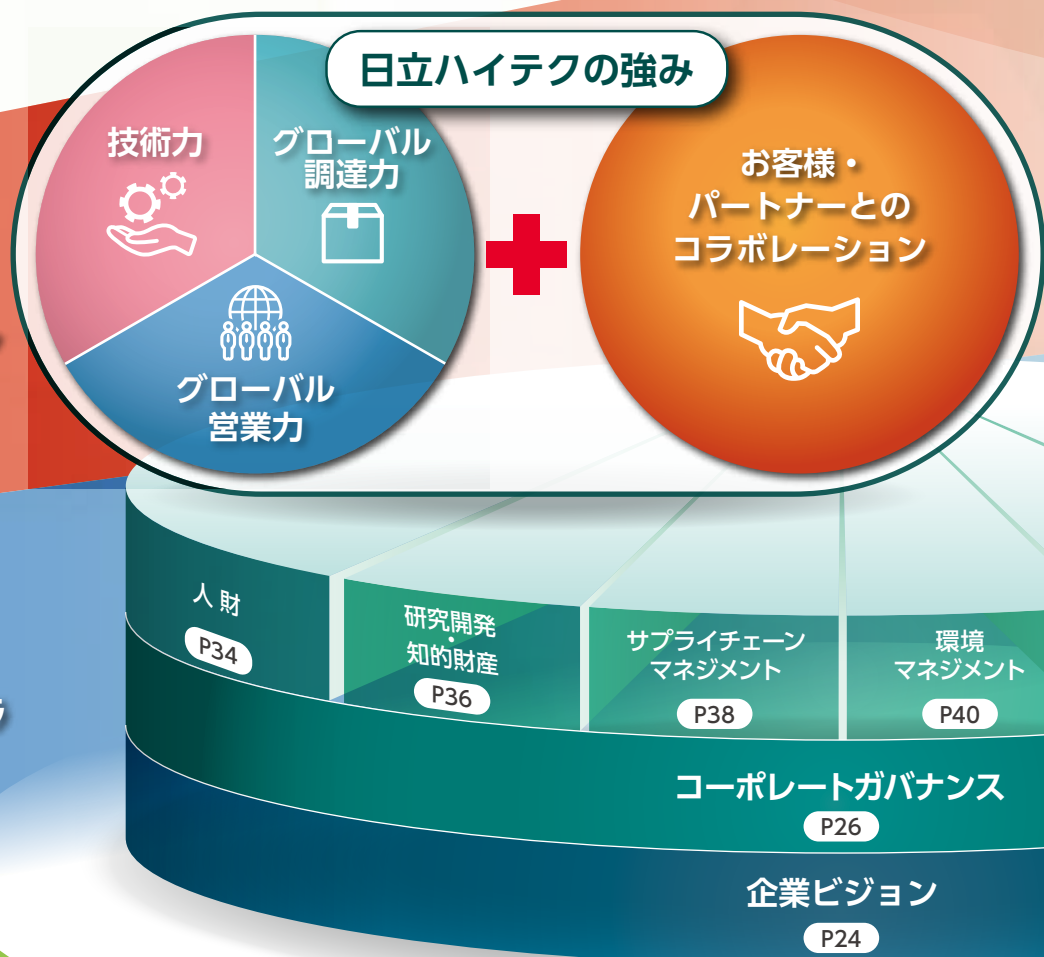 日立ハイテクの強み
技術力
グローバル
調達力
グローバル
営業力
お客様・
パートナーとの
コラボレーション
人財
P34
研究開発
・
知的財産
P36
サプライチェーン
マネジメント
P38
環境
マネジメント
P40
コーポレートガバナンス
P26
企業ビジョン
P24